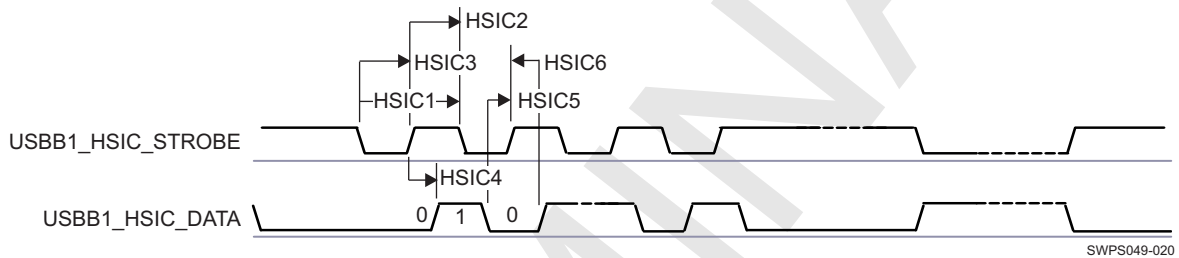 HSIC2
HSIC3
HSIC6
HSIC1
HSIC5
USBB1_HSIC_STROBE
HSIC4
USBB1_HSIC_DATA
0
1
0
SWPS049-020